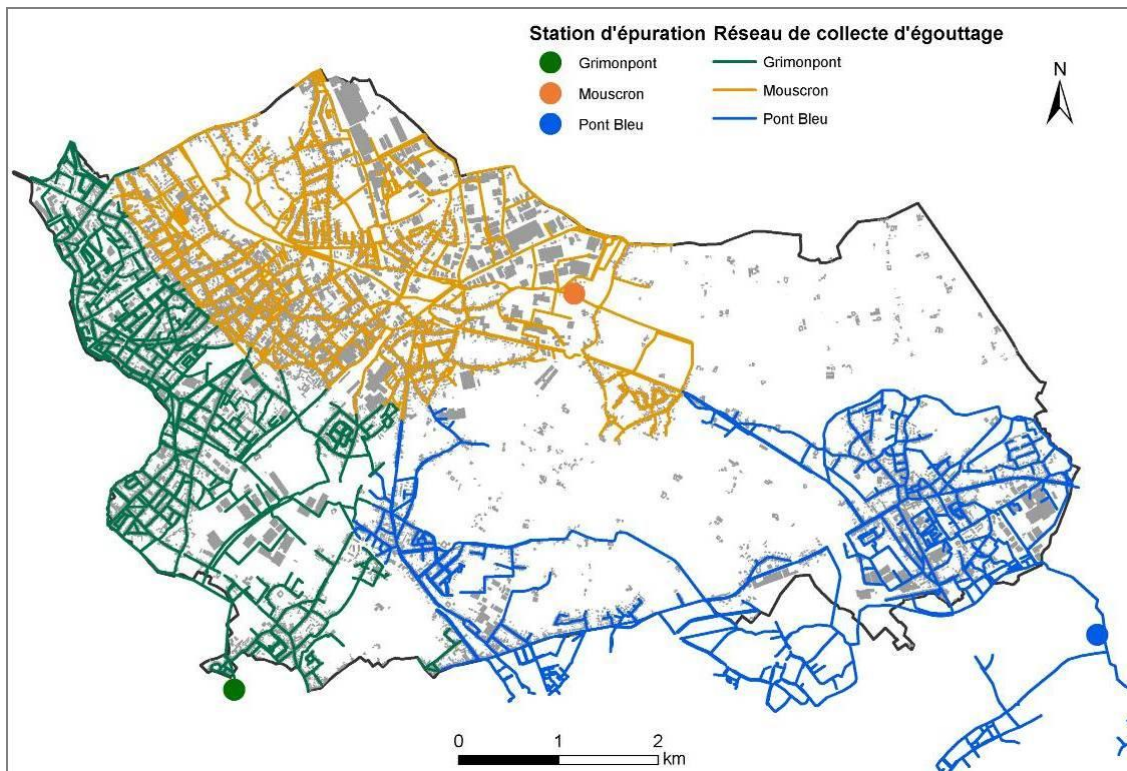 Station d'épuration Réseau de collecte d'égouttage
Grimonpont Grimonpont
Mouscron Mouscron
Pont Bleu Pont Bleu
N
0 1 2
km